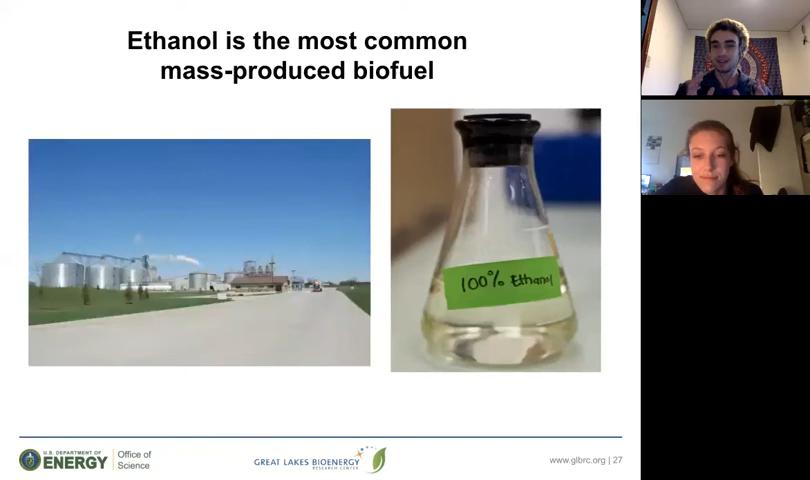 Ethanol is the most common
mass-produced biofuel
100% Ethanol
U.S. DEPARTMENT OF
ENERGY
Office of
Science
GREAT LAKES BIOENERGY
RESEARCH CENTER
www.glbrc.org | 27